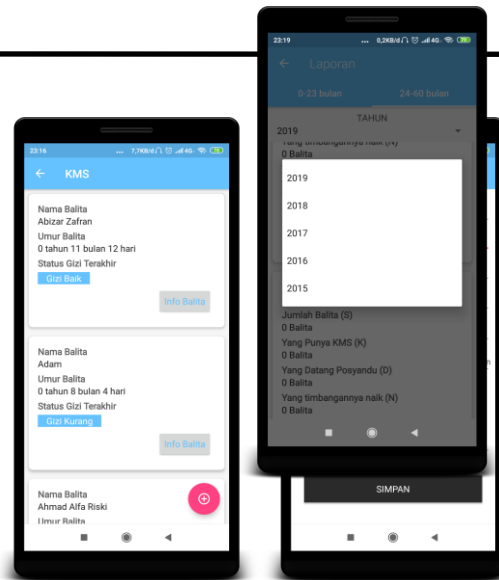 23:16 ... 7,7KB/d 4G
KMS
Nama Balita
Abizar Zafran
Umur Balita
0 tahun 11 bulan 12 hari
Status Gizi Terakhir
Gizi Baik
Info Balita
Nama Balita
Adam
Umur Balita
0 tahun 8 bulan 4 hari
Status Gizi Terakhir
Gizi Kurang
Info Balita
Nama Balita
Ahmad Alfa Riski
Umur Balita
23:19 ... 0,2KB/d 4G
Laporan
0-23 bulan 24-60 bulan
TAHUN
2019
Yang timbangannya naik (N)
0 Balita
2019
2018
2017
2016
2015
Jumlah Balita (S)
0 Balita
Yang Punya KMS (K)
0 Balita
Yang Datang Posyandu (D)
0 Balita
Yang timbangannya naik (N)
0 Balita
SIMPAN